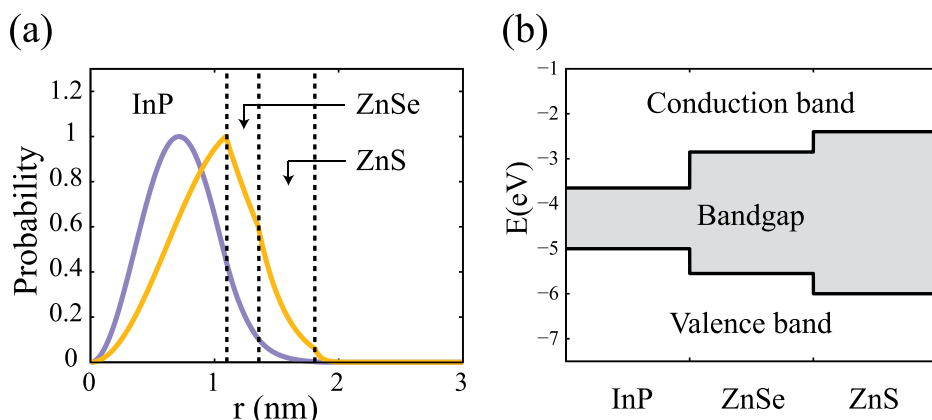 (a)
1.2
1
0.8
0.6
0.4
0.2
0
Probability
InP
ZnSe
ZnS
0
1
2
3
r (nm)
(b)
−1
−2
−3
−4
−5
−6
−7
E(eV)
Conduction band
Bandgap
Valence band
InP
ZnSe
ZnS